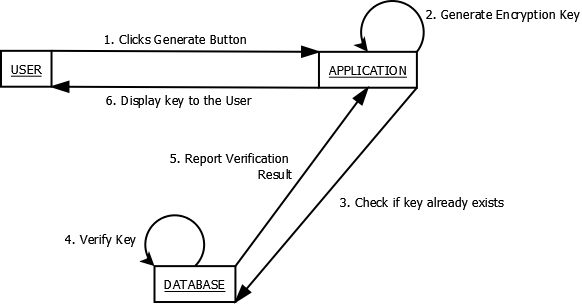 2. Generate Encryption Key
1. Clicks Generate Button
USER
APPLICATION
6. Display key to the User
5. Report Verification
Result
3. Check if key already exists
4. Verify Key
DATABASE